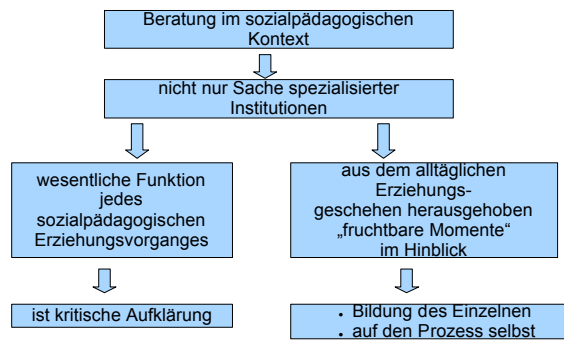 Beratung im sozialpädagogischen
Kontext
nicht nur Sache spezialisierter
Institutionen
wesentliche Funktion
jedes
sozialpädagogischen
Erziehungsvorganges
aus dem alltäglichen
Erziehungs-
geschehen herausgehoben
„fruchtbare Momente“
im Hinblick
ist kritische Aufklärung
• Bildung des Einzelnen
• auf den Prozess selbst